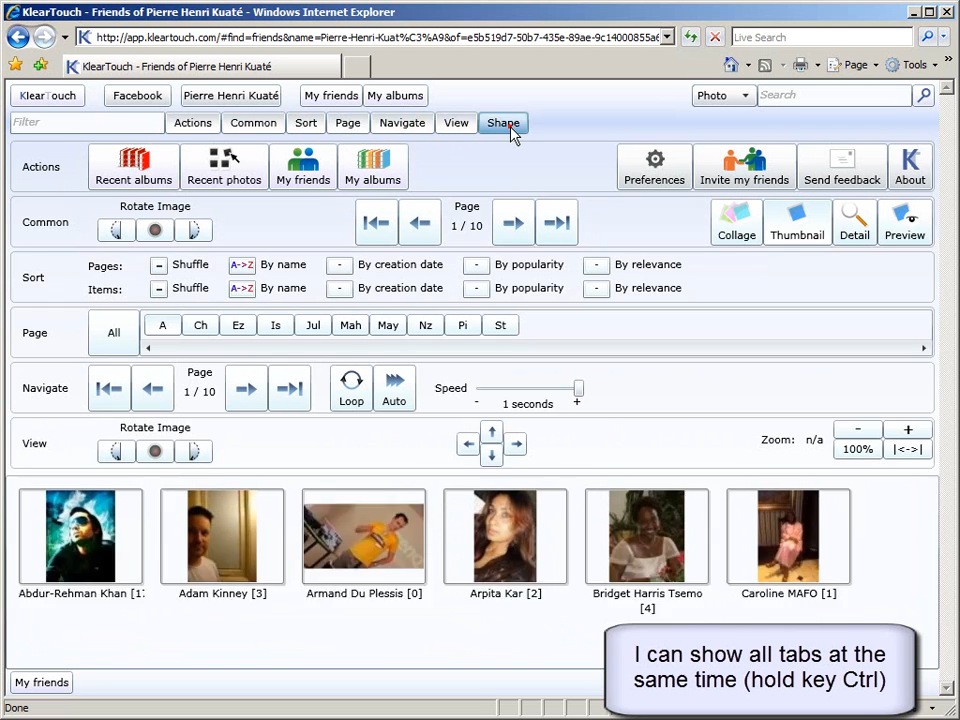 KlearTouch - Friends of Pierre Henri Kuaté - Windows Internet Explorer
http://app.kleartouch.com/#find=friends&name=Pierre-Henri-Kuat%C3%A9&of=e5b519d7-50b7-435e-89ae-9c14000855a6
Live Search
KlearTouch - Friends of Pierre Henri Kuaté
Page
Tools
KlearTouch
Facebook
Pierre Henri Kuaté
My friends
My albums
Photo
Search
Filter
Actions
Common
Sort
Page
Navigate
View
Shape
Actions
Recent albums
Recent photos
My friends
My albums
Preferences
Invite my friends
Send feedback
About
Common
Rotate Image
Page
1 / 10
Collage
Thumbnail
Detail
Preview
Sort
Pages:
- Shuffle
A->Z By name
- By creation date
- By popularity
- By relevance
Items:
- Shuffle
A->Z By name
- By creation date
- By popularity
- By relevance
Page
All
A
Ch
Ez
Is
Jul
Mah
May
Nz
Pi
St
Navigate
Page
1 / 10
Loop
Auto
Speed
- 1 seconds +
View
Rotate Image
Zoom: n/a
-
+
100%
|<->|
Abdur-Rehman Khan
Adam Kinney [3]
Armand Du Plessis [0]
Arpita Kar [2]
Bridget Harris Tsemo
[4]
Caroline MAFO [1]
I can show all tabs at the
same time (hold key Ctrl)
My friends
Done